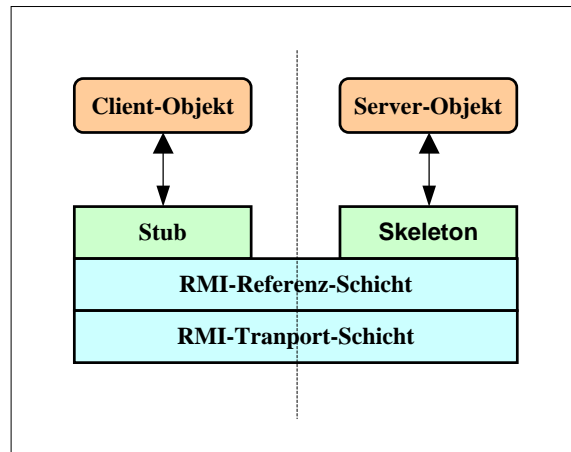 Client-Objekt
Server-Objekt
Stub
Skeleton
RMI-Referenz-Schicht
RMI-Tranport-Schicht